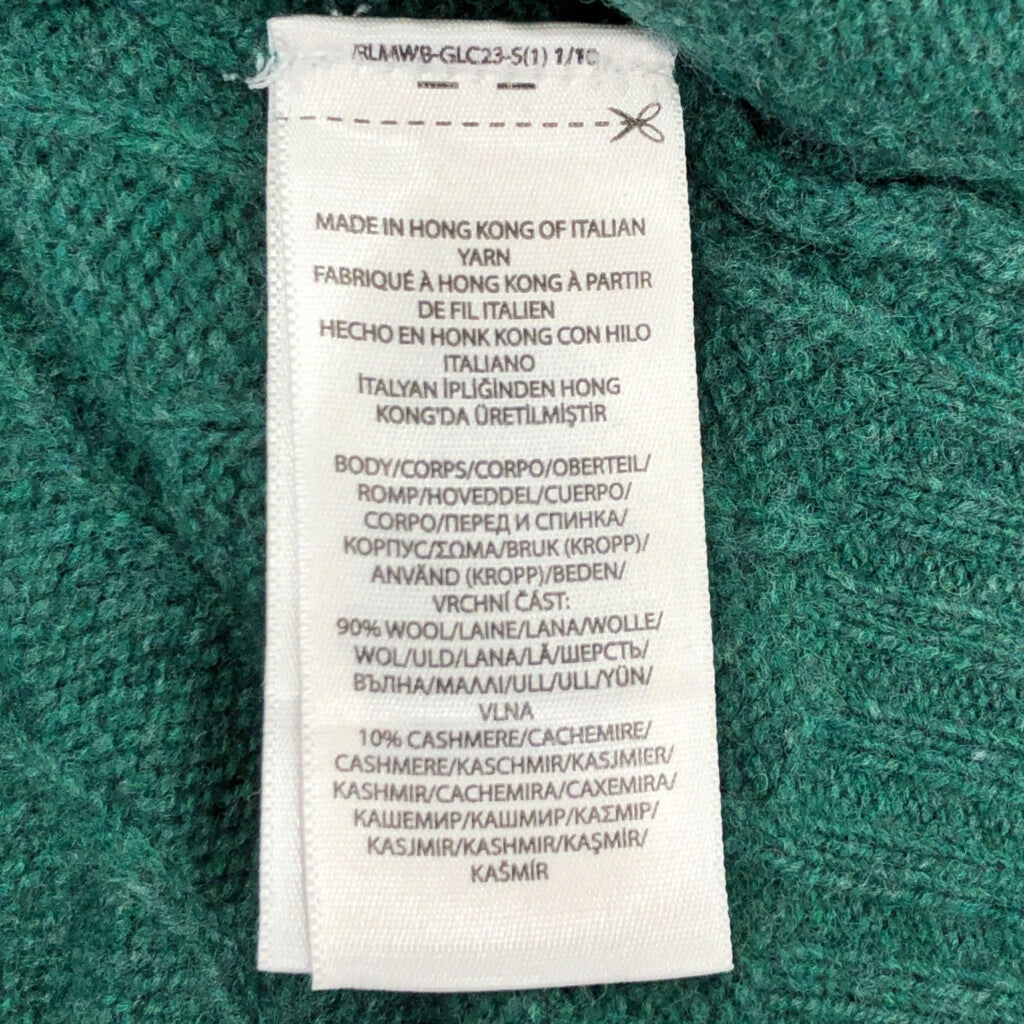 RLMWB-GLC23-S(1) 1/10
MADE IN HONG KONG OF ITALIAN
YARN
FABRIQUÉ À HONG KONG À PARTIR
DE FIL ITALIEN
HECHO EN HONK KONG CON HILO
ITALIANO
İTALYAN İPLİĞİNDEN HONG
KONG'DA ÜRETİLMİŞTİR
BODY/CORPS/CORPO/OBERTEIL/
ROMP/HOVEDDEL/CUERPO/
CORPO/ПЕРЕД И СПИНКА/
КОРПУС/ΣΩΜΑ/BRUK (KROPP)/
ANVÄND (KROPP)/BEDEN/
VRCHNÍ ČÁST:
90% WOOL/LAINE/LANA/WOLLE/
WOL/ULD/LANA/LÃ/ШЕРСТЬ/
ВЪЛНА/ΜΑΛΛΙ/ULL/ULL/YÜN/
VLNA
10% CASHMERE/CACHEMIRE/
CASHMERE/KASCHMIR/KASJMIER/
KASHMIR/CACHEMIRA/CAXEMIRA/
КАШЕМИР/КАШМИР/ΚΑΣΜΙΡ/
KASJMIR/KASHMIR/KAŞMİR/
KAŠMÍR